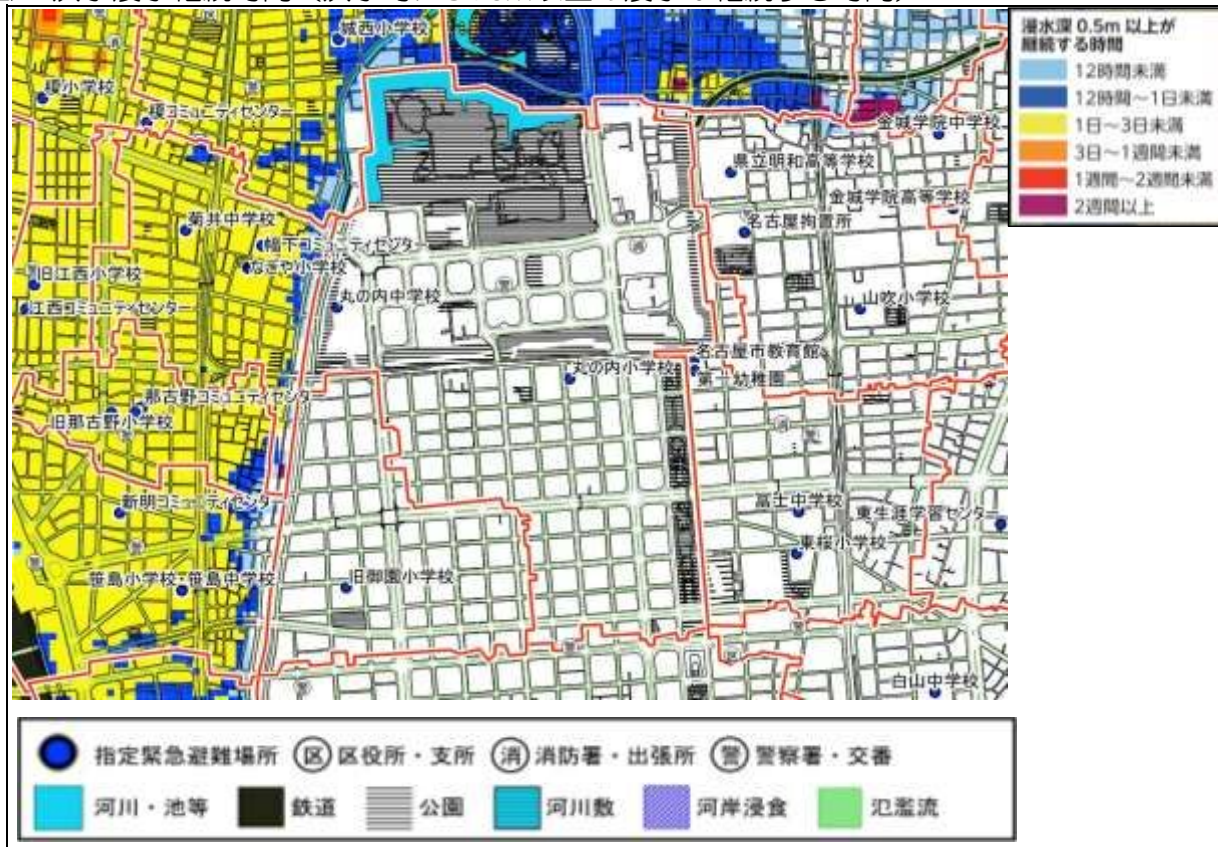 浸水深 0.5m 以上が
継続する時間
12時間未満
12時間～1日未満
1日～3日未満
3日～1週間未満
1週間～2週間未満
2週間以上
城西小学校
榎小学校
榎コミュニティセンター
金城学院中学校
県立明和高等学校
金城学院高等学校
菊井中学校
名古屋拘置所
幅下コミュニティセンター
なごや小学校
旧江西小学校
丸の内中学校
江西コミュニティセンター
山吹小学校
名古屋市教育館
丸の内小学校
第一幼稚園
那古野コミュニティセンター
旧那古野小学校
新明コミュニティセンター
冨士中学校
東生涯学習センター
東桜小学校
笹島小学校・笹島中学校
旧御園小学校
白山中学校
指定緊急避難場所 区 区役所・支所 消 消防署・出張所 警 警察署・交番
河川・池等 鉄道 公園 河川敷 河岸浸食 氾濫流